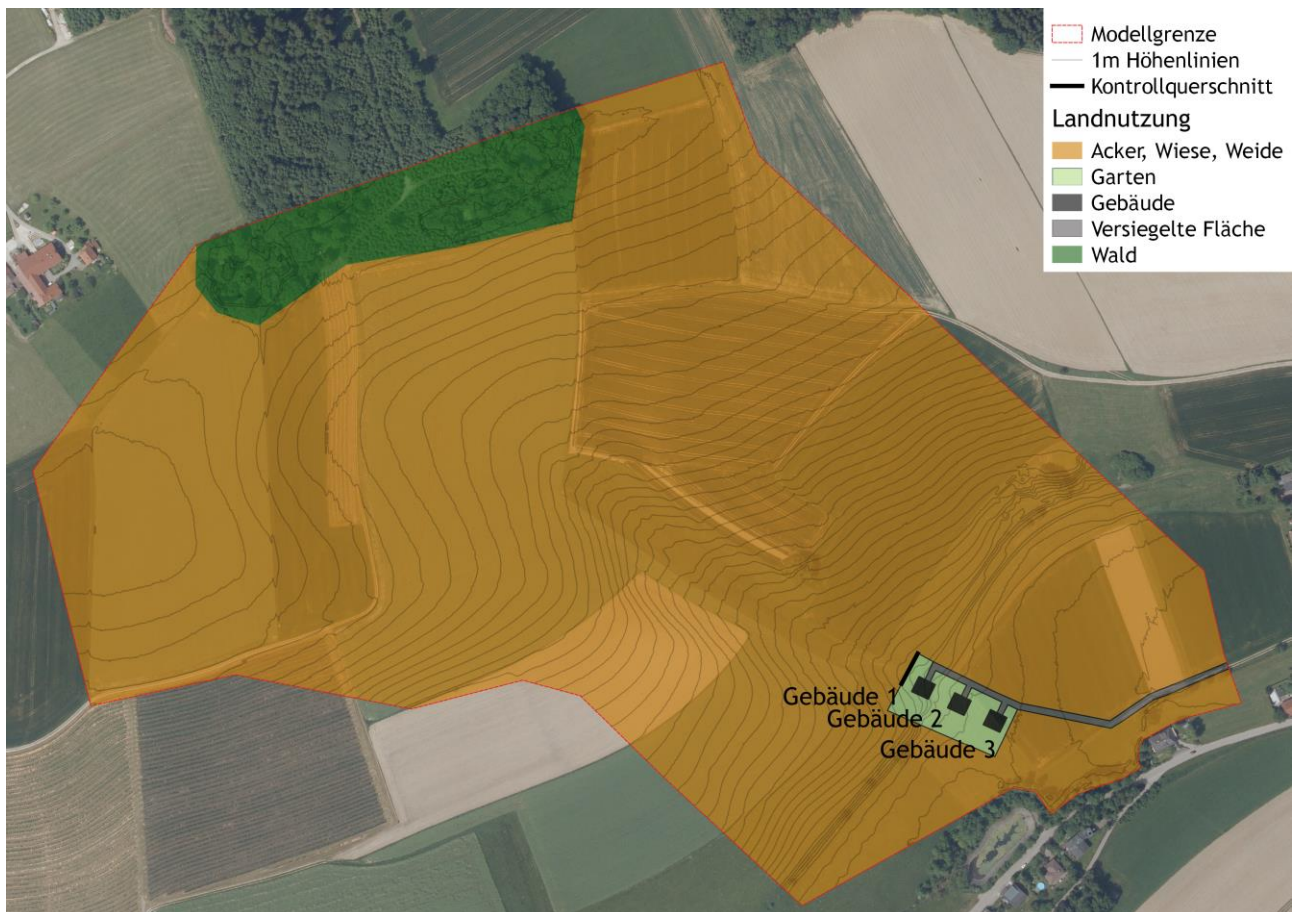 Modellgrenze
1m Höhenlinien
Kontrollquerschnitt
Landnutzung
Acker, Wiese, Weide
Garten
Gebäude
Versiegelte Fläche
Wald
Gebäude 1
Gebäude 2
Gebäude 3